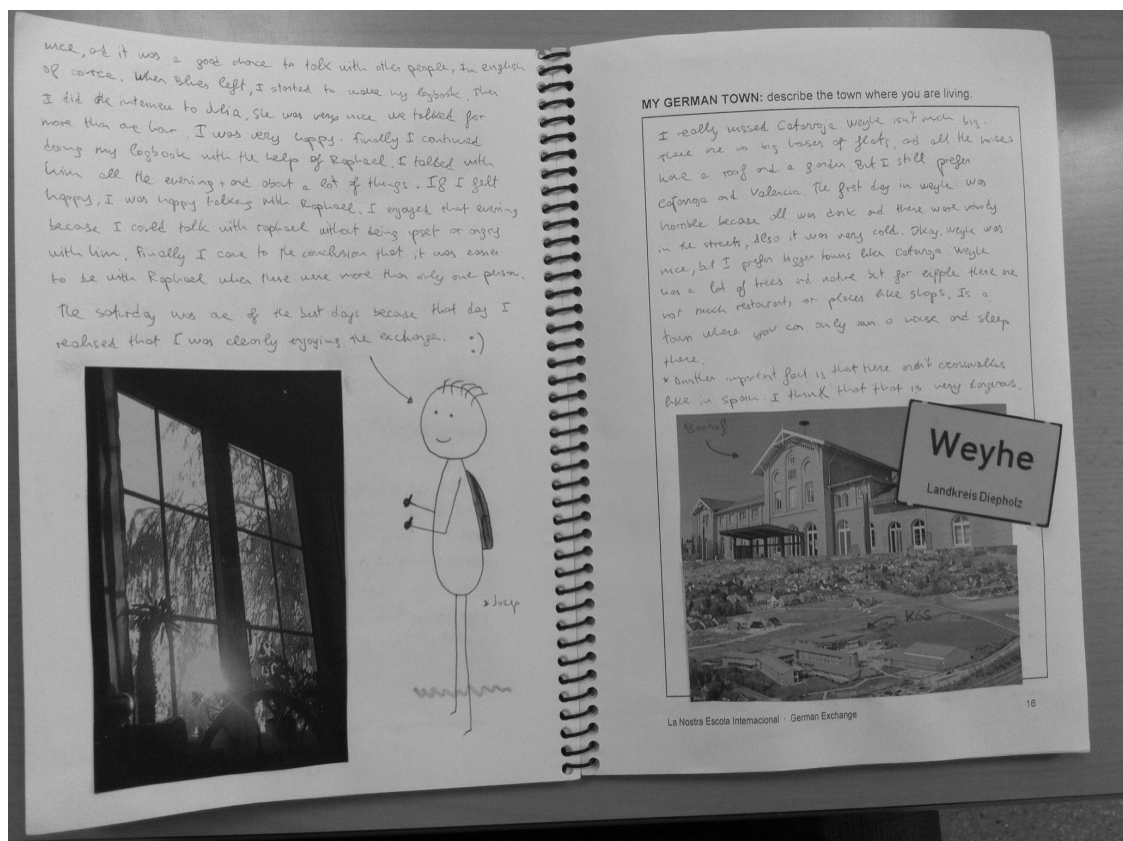 nice, and it was a good chance to talk with other people, In english
of corse. When Blues left, I started to make my logbook. Then
I did the interview to Julia, she was very nice we talked for
more than one hour. I was very happy. finally I continued
doing my logbook with the help of Raphael. I talked with
him all the evening, and about a lot of things. If I felt
happy, I was happy talking with Raphael. I enjoyed that evening
because I could talk with raphael without being upset or angry
with him. finally I come to the conclusion that it was easier
to be with Raphael when there were more than only one person.
The saturday was one of the best days because that day I
realised that I was clearly enjoying the exchange. :)
*Josep
MY GERMAN TOWN: describe the town where you are living.
I really missed Catarroja. Weyhe isn't much big.
There are no big houses of flats, and all the houses
have a roof and a garden. But I still prefer
Catarroja and Valencia. The first day in weyhe was
horrible because all was dark and there were nobody
in the streets, also it was very cold. Okay, weyhe was
nice, but I prefer bigger towns like Catarroja. Weyhe
has a lot of trees and nature but for exmple there are
not much restaurants or places like shops. Is a
town where you can only own a house and sleep
there.
* Another important fact is that there aren't crosswalks
like in spain. I think that that is very dangerous.
Banhof
Weyhe
Landkreis Diepholz
KGS
16
La Nostra Escola Internacional · German Exchange